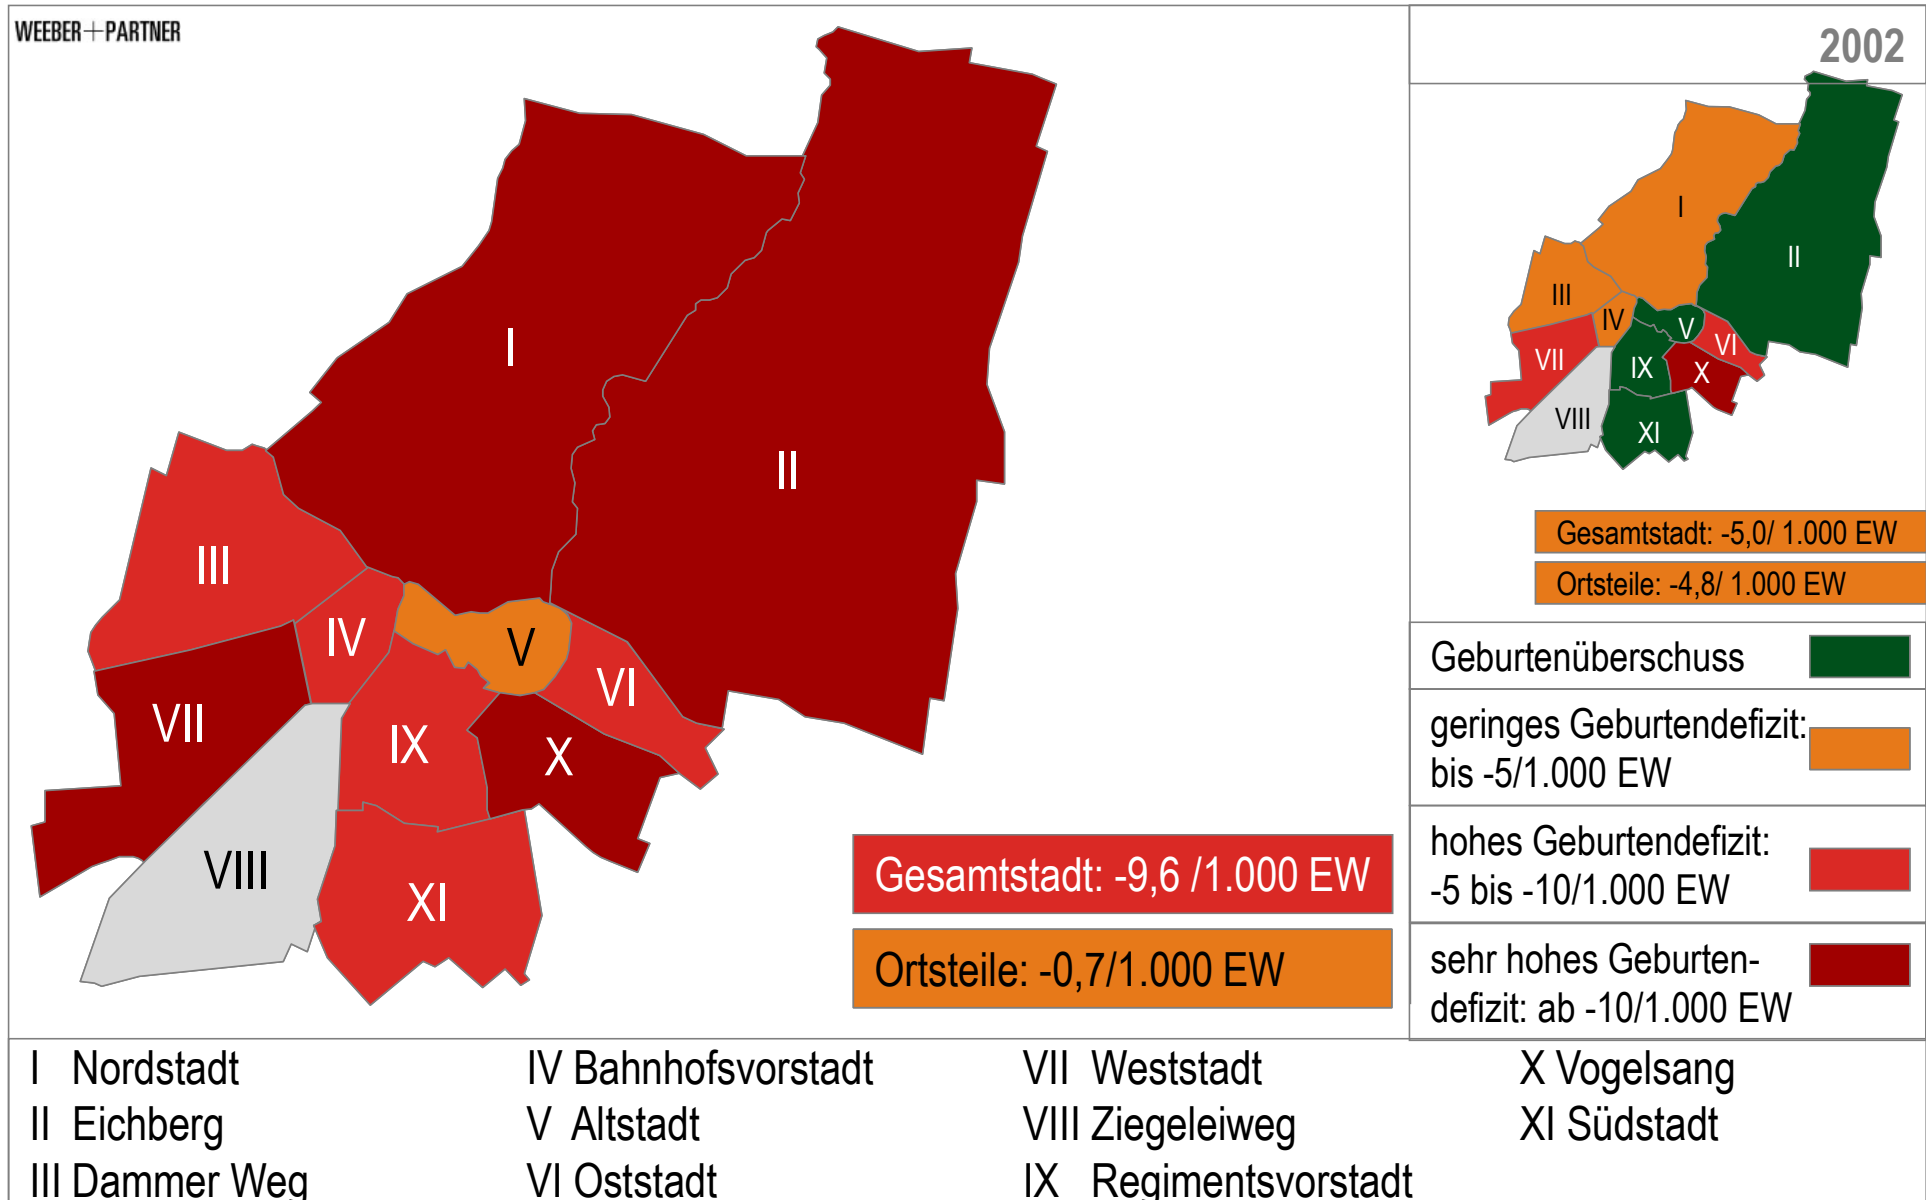 WEEBER+PARTNER
2002
I
II
III
IV
V
VI
VII
VIII
IX
X
XI
Gesamtstadt: -9,6 /1.000 EW
Ortsteile: -0,7/1.000 EW
I
II
III
IV
V
VI
VII
VIII
IX
X
XI
Gesamtstadt: -5,0/ 1.000 EW
Ortsteile: -4,8/ 1.000 EW
Geburtenüberschuss
geringes Geburtendefizit:
bis -5/1.000 EW
hohes Geburtendefizit:
-5 bis -10/1.000 EW
sehr hohes Geburten-
defizit: ab -10/1.000 EW
I Nordstadt
II Eichberg
III Dammer Weg
IV Bahnhofsvorstadt
V Altstadt
VI Oststadt
VII Weststadt
VIII Ziegeleiweg
IX Regimentsvorstadt
X Vogelsang
XI Südstadt